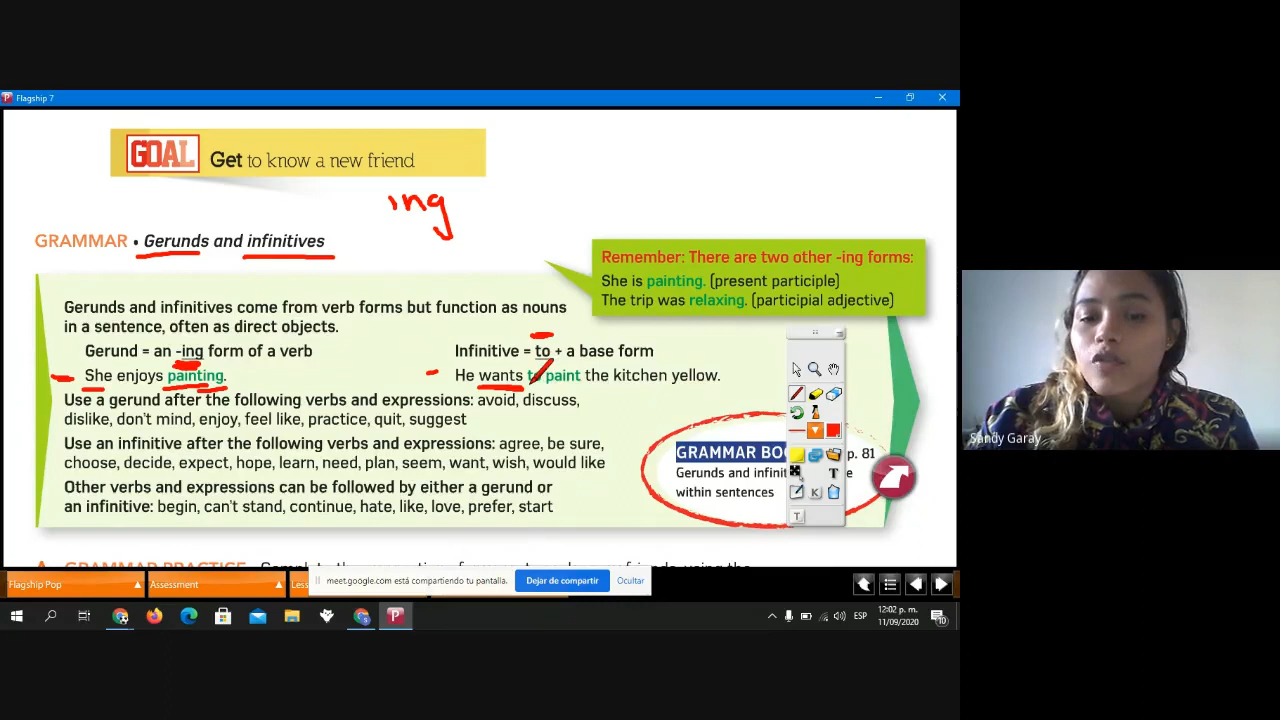 Flagship 7
GOAL Get to know a new friend
ing
GRAMMAR • Gerunds and infinitives
Remember: There are two other -ing forms:
She is painting. (present participle)
The trip was relaxing. (participial adjective)
Gerunds and infinitives come from verb forms but function as nouns
in a sentence, often as direct objects.
Gerund = an -ing form of a verb
She enjoys painting.
Infinitive = to + a base form
He wants to paint the kitchen yellow.
Use a gerund after the following verbs and expressions: avoid, discuss,
dislike, don't mind, enjoy, feel like, practice, quit, suggest
Use an infinitive after the following verbs and expressions: agree, be sure,
choose, decide, expect, hope, learn, need, plan, seem, want, wish, would like
Other verbs and expressions can be followed by either a gerund or
an infinitive: begin, can't stand, continue, hate, like, love, prefer, start
GRAMMAR BO p. 81
Gerunds and infinit
within sentences
T
K
T
Sandy Garay
A GRAMMAR PRACTICE
Flagship Pop
Assessment
Less
meet.google.com está compartiendo tu pantalla.
Dejar de compartir
Ocultar
ESP
12:02 p. m.
11/09/2020
10